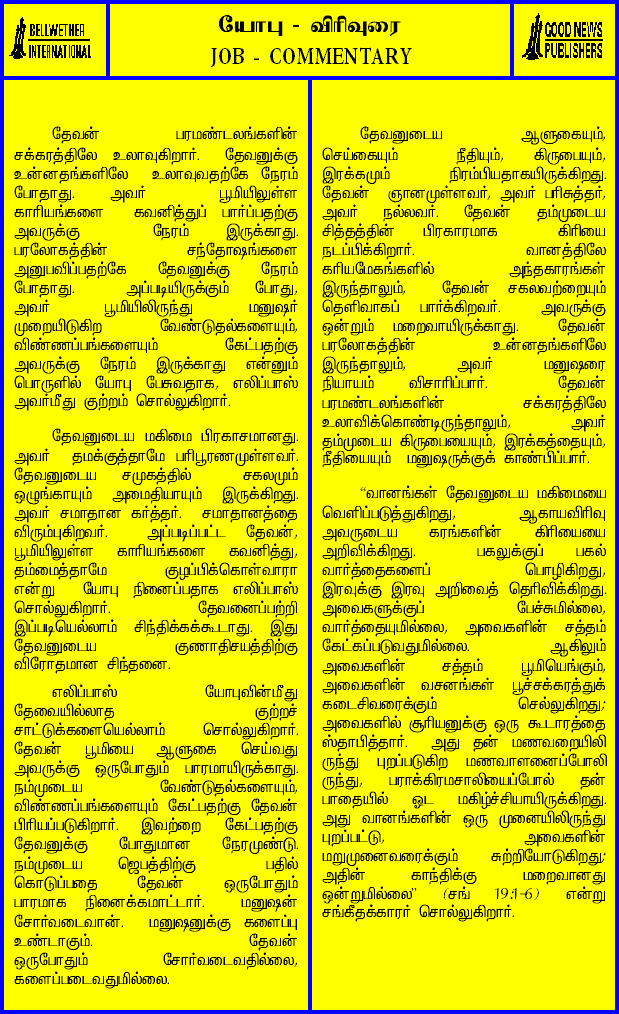 BELLWETHER
INTERNATIONAL
யோபு - விரிவுரை
JOB - COMMENTARY
GOOD NEWS
PUBLISHERS
தேவன் பரமண்டலங்களின்
சக்கரத்திலே உலாவுகிறார். தேவனுக்கு
உன்னதங்களிலே உலாவுவதற்கே நேரம்
போதாது. அவர் பூமியிலுள்ள
காரியங்களை கவனித்துப் பார்ப்பதற்கு
அவருக்கு நேரம் இருக்காது.
பரலோகத்தின் சந்தோஷங்களை
அனுபவிப்பதற்கே தேவனுக்கு நேரம்
போதாது. அப்படியிருக்கும் போது,
அவர் பூமியிலிருந்து மனுஷர்
முறையிடுகிற வேண்டுதல்களையும்,
விண்ணப்பங்களையும் கேட்பதற்கு
அவருக்கு நேரம் இருக்காது என்னும்
பொருளில் யோபு பேசுவதாக, எலிப்பாஸ்
அவர்மீது குற்றம் சொல்லுகிறார்.
தேவனுடைய மகிமை பிரகாசமானது.
அவர் தமக்குத்தாமே பரிபூரணமுள்ளவர்.
தேவனுடைய சமுகத்தில் சகலமும்
ஒழுங்காயும் அமைதியாயும் இருக்கிறது.
அவர் சமாதான கர்த்தர். சமாதானத்தை
விரும்புகிறவர். அப்படிப்பட்ட தேவன்,
பூமியிலுள்ள காரியங்களை கவனித்து,
தம்மைத்தாமே குழப்பிக்கொள்வாரா
என்று யோபு நினைப்பதாக எலிப்பாஸ்
சொல்லுகிறார். தேவனைப்பற்றி
இப்படியெல்லாம் சிந்திக்கக்கூடாது. இது
தேவனுடைய குணாதிசயத்திற்கு
விரோதமான சிந்தனை.
எலிப்பாஸ் யோபுவின்மீது
தேவையில்லாத குற்றச்
சாட்டுக்களையெல்லாம் சொல்லுகிறார்.
தேவன் பூமியை ஆளுகை செய்வது
அவருக்கு ஒருபோதும் பாரமாயிருக்காது.
நம்முடைய வேண்டுதல்களையும்,
விண்ணப்பங்களையும் கேட்பதற்கு தேவன்
பிரியப்படுகிறார். இவற்றை கேட்பதற்கு
தேவனுக்கு போதுமான நேரமுண்டு.
நம்முடைய ஜெபத்திற்கு பதில்
கொடுப்பதை தேவன் ஒருபோதும்
பாரமாக நினைக்கமாட்டார். மனுஷன்
சோர்வடைவான். மனுஷனுக்கு களைப்பு
உண்டாகும். தேவன்
ஒருபோதும் சோர்வடைவதில்லை,
களைப்படைவதுமில்லை.
தேவனுடைய ஆளுகையும்,
செய்கையும் நீதியும், கிருபையும்,
இரக்கமும் நிரம்பியதாகயிருக்கிறது.
தேவன் ஞானமுள்ளவர், அவர் பரிசுத்தர்,
அவர் நல்லவர். தேவன் தம்முடைய
சித்தத்தின் பிரகாரமாக கிரியை
நடப்பிக்கிறார். வானத்திலே
கரியமேகங்களில் அந்தகாரங்கள்
இருந்தாலும், தேவன் சகலவற்றையும்
தெளிவாகப் பார்க்கிறவர். அவருக்கு
ஒன்றும் மறைவாயிருக்காது. தேவன்
பரலோகத்தின் உன்னதங்களிலே
இருந்தாலும், அவர் மனுஷரை
நியாயம் விசாரிப்பார். தேவன்
பரமண்டலங்களின் சக்கரத்திலே
உலாவிக்கொண்டிருந்தாலும், அவர்
தம்முடைய கிருபையையும், இரக்கத்தையும்,
நீதியையும் மனுஷருக்குக் காண்பிப்பார்.
“வானங்கள் தேவனுடைய மகிமையை
வெளிப்படுத்துகிறது, ஆகாயவிரிவு
அவருடைய கரங்களின் கிரியையை
அறிவிக்கிறது. பகலுக்குப் பகல்
வார்த்தைகளைப் பொழிகிறது,
இரவுக்கு இரவு அறிவைத் தெரிவிக்கிறது.
அவைகளுக்குப் பேச்சுமில்லை,
வார்த்தையுமில்லை, அவைகளின் சத்தம்
கேட்கப்படுவதுமில்லை. ஆகிலும்
அவைகளின் சத்தம் பூமியெங்கும்,
அவைகளின் வசனங்கள் பூச்சக்கரத்துக்
கடைசிவரைக்கும் செல்லுகிறது;
அவைகளில் சூரியனுக்கு ஒரு கூடாரத்தை
ஸ்தாபித்தார். அது தன் மணவறையிலி
ருந்து புறப்படுகிற மணவாளனைப்போலி
ருந்து, பராக்கிரமசாலியைப்போல் தன்
பாதையில் ஓட மகிழ்ச்சியாயிருக்கிறது.
அது வானங்களின் ஒரு முனையிலிருந்து
புறப்பட்டு, அவைகளின்
மறுமுனைவரைக்கும் சுற்றியோடுகிறது;
அதின் காந்திக்கு மறைவானது
ஒன்றுமில்லை” (சங் 19:1-6) என்று
சங்கீதக்காரர் சொல்லுகிறார்.